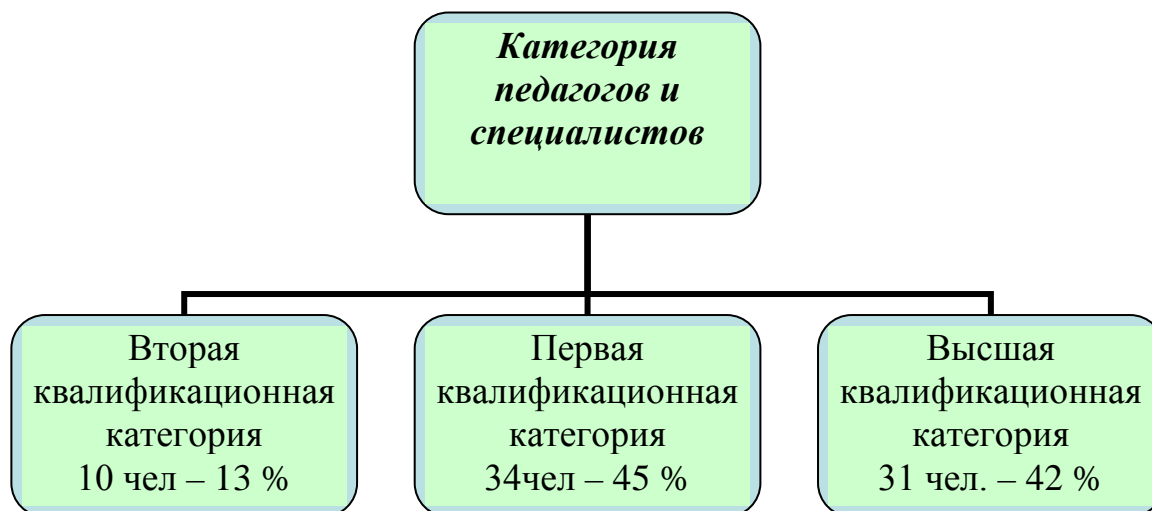 Категория
педагогов и
специалистов
Вторая
квалификационная
категория
10 чел – 13 %
Первая
квалификационная
категория
34чел – 45 %
Высшая
квалификационная
категория
31 чел. – 42 %